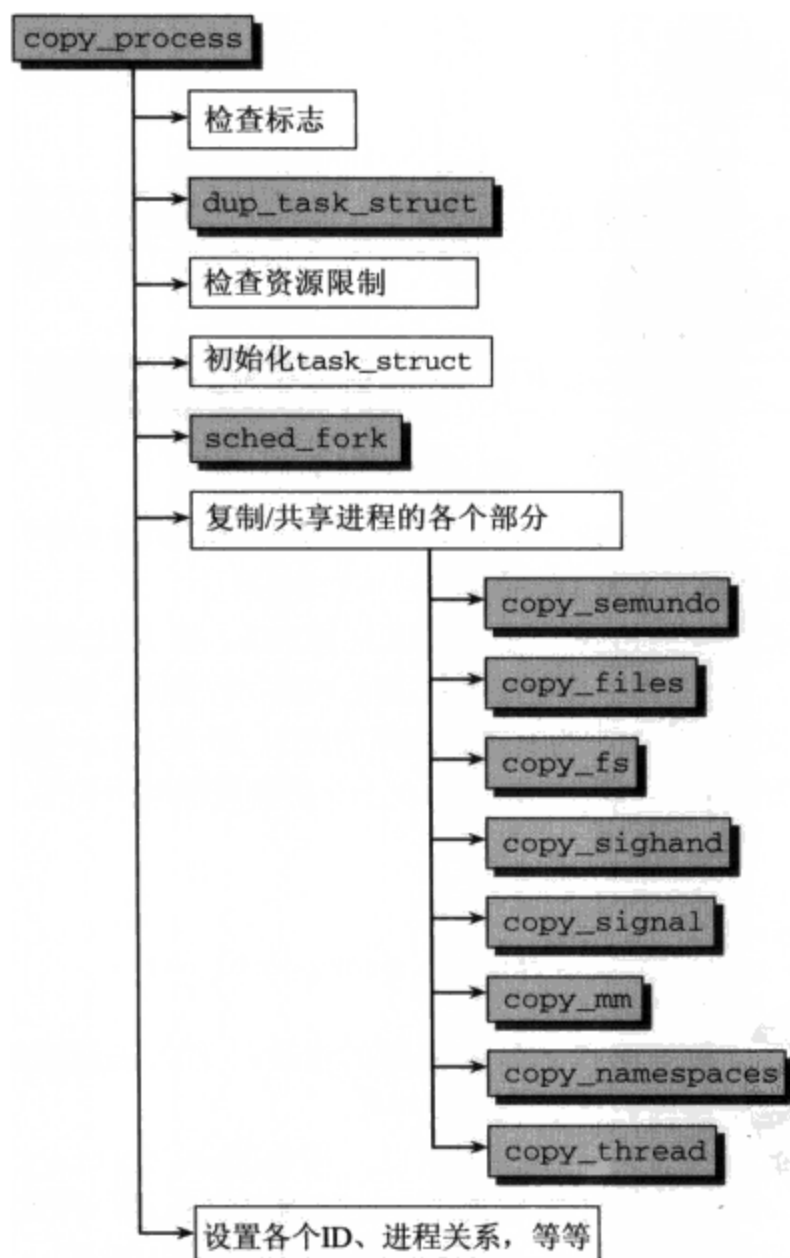 copy_process
检查标志
dup_task_struct
检查资源限制
初始化task_struct
sched_fork
复制/共享进程的各个部分
copy_semundo
copy_files
copy_fs
copy_sighand
copy_signal
copy_mm
copy_namespaces
copy_thread
设置各个ID、进程关系，等等